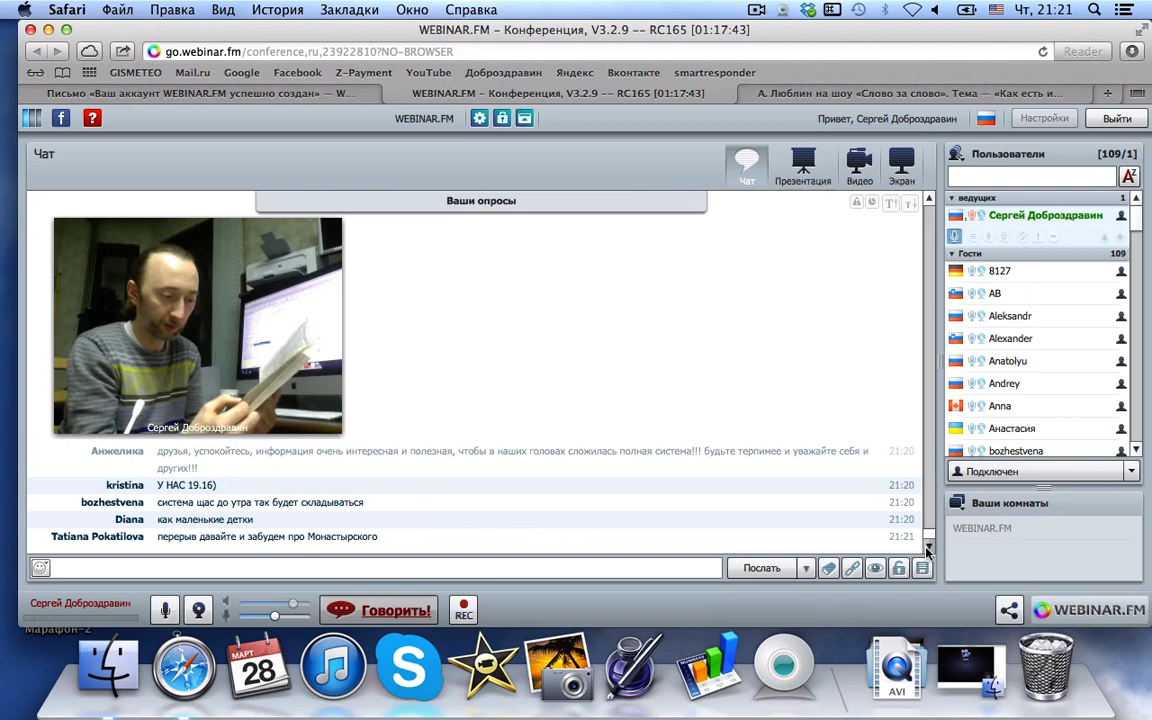 Safari Файл Правка Вид История Закладки Окно Справка Чт, 21:21
WEBINAR.FM – Конференция, V3.2.9 -- RC165 [01:17:43]
go.webinar.fm/conference,ru,23922810?NO-BROWSER Reader
GISMETEO Mail.ru Google Facebook Z-Payment YouTube Доброздравин Яндекс Вконтакте smartresponder
Письмо «Ваш аккаунт WEBINAR.FM успешно создан» — W... WEBINAR.FM – Конференция, V3.2.9 -- RC165 [01:17:43] А. Люблин на шоу «Слово за слово». Тема — «Как есть и...
f ? WEBINAR.FM Привет, Сергей Доброздравин Настройки Выйти
Чат
Чат Презентация Видео Экран
Ваши опросы
Сергей Доброздравин
Анжелика друзья, успокойтесь, информация очень интересная и полезная, чтобы в наших головах сложилась полная система!!! будьте терпимее и уважайте себя и 21:20
других!!!
kristina У НАС 19.16) 21:20
bozhestvena система щас до утра так будет складываться 21:20
Diana как маленькие детки 21:20
Tatiana Pokatilova перерыв давайте и забудем про Монастырского 21:21
Послать
Пользователи [109/1]
AZ
ведущих 1
Сергей Доброздравин
Гости 109
8127
AB
Aleksandr
Alexander
Anatolyu
Andrey
Anna
Анастасия
bozhestvena
Подключен
Ваши комнаты
WEBINAR.FM
Сергей Доброздравин Говорить! REC WEBINAR.FM
Марафон-2
МАРТ
28
NUMBERS
AVI